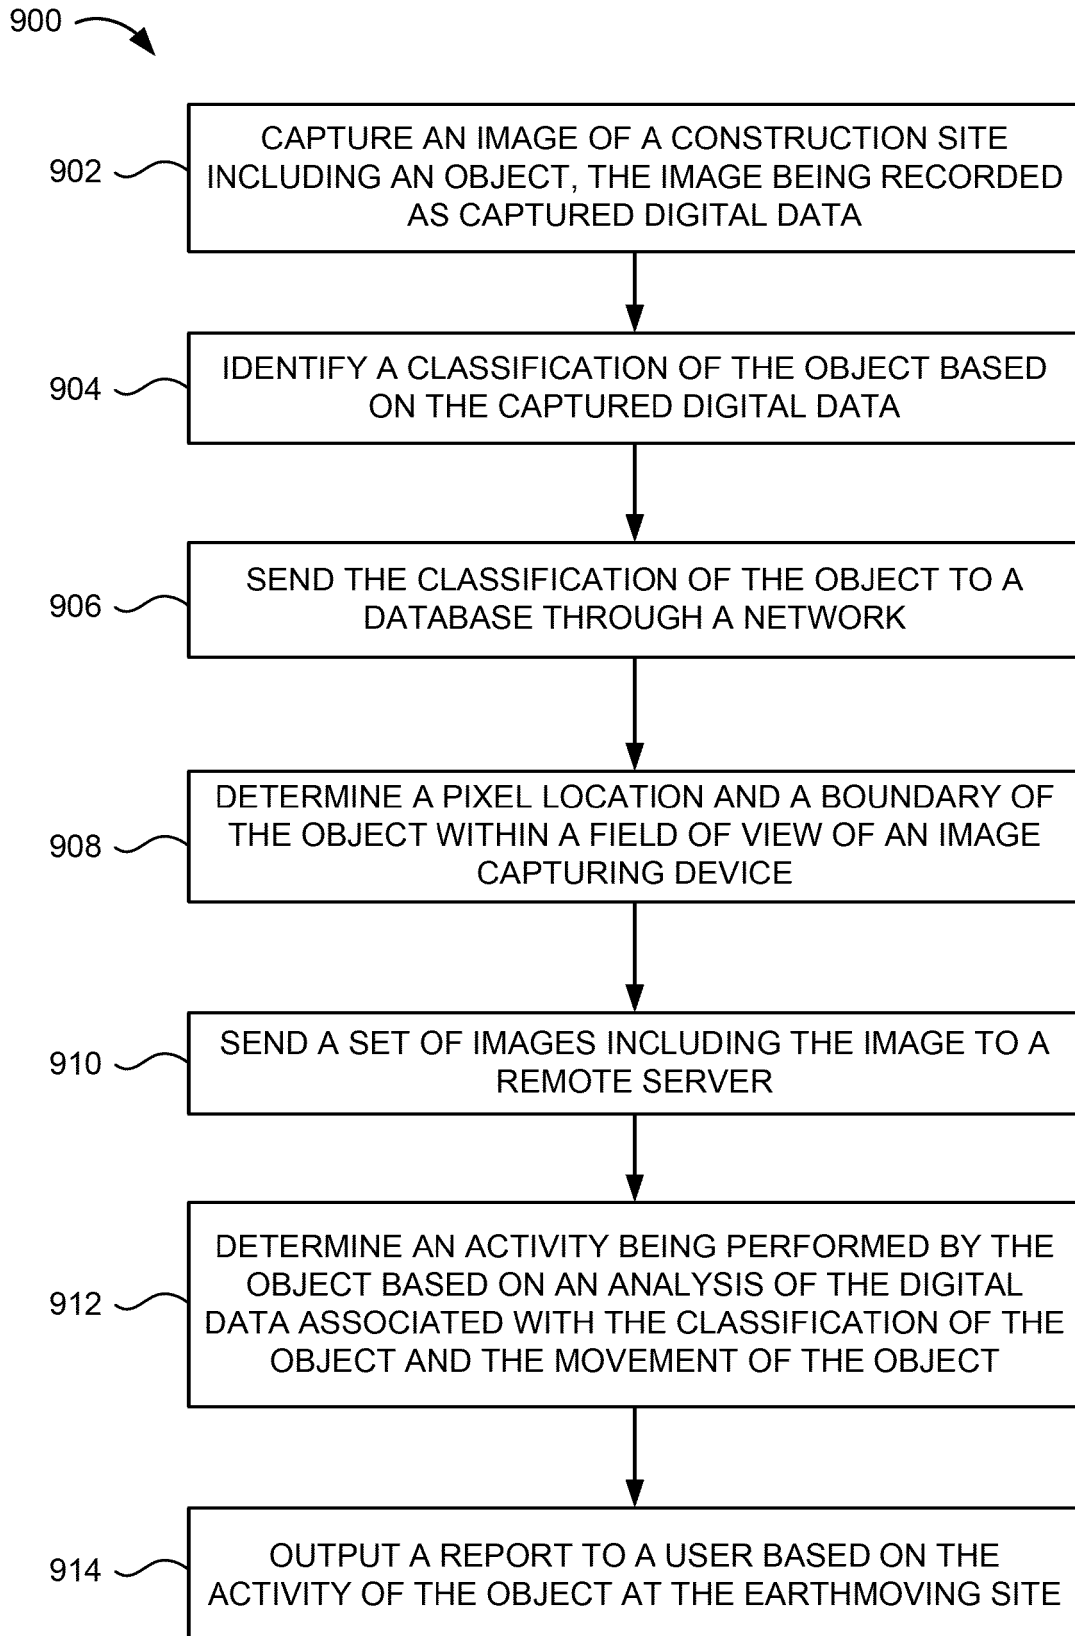 900
902
CAPTURE AN IMAGE OF A CONSTRUCTION SITE
INCLUDING AN OBJECT, THE IMAGE BEING RECORDED
AS CAPTURED DIGITAL DATA
904
IDENTIFY A CLASSIFICATION OF THE OBJECT BASED
ON THE CAPTURED DIGITAL DATA
906
SEND THE CLASSIFICATION OF THE OBJECT TO A
DATABASE THROUGH A NETWORK
908
DETERMINE A PIXEL LOCATION AND A BOUNDARY OF
THE OBJECT WITHIN A FIELD OF VIEW OF AN IMAGE
CAPTURING DEVICE
910
SEND A SET OF IMAGES INCLUDING THE IMAGE TO A
REMOTE SERVER
912
DETERMINE AN ACTIVITY BEING PERFORMED BY THE
OBJECT BASED ON AN ANALYSIS OF THE DIGITAL
DATA ASSOCIATED WITH THE CLASSIFICATION OF THE
OBJECT AND THE MOVEMENT OF THE OBJECT
914
OUTPUT A REPORT TO A USER BASED ON THE
ACTIVITY OF THE OBJECT AT THE EARTHMOVING SITE